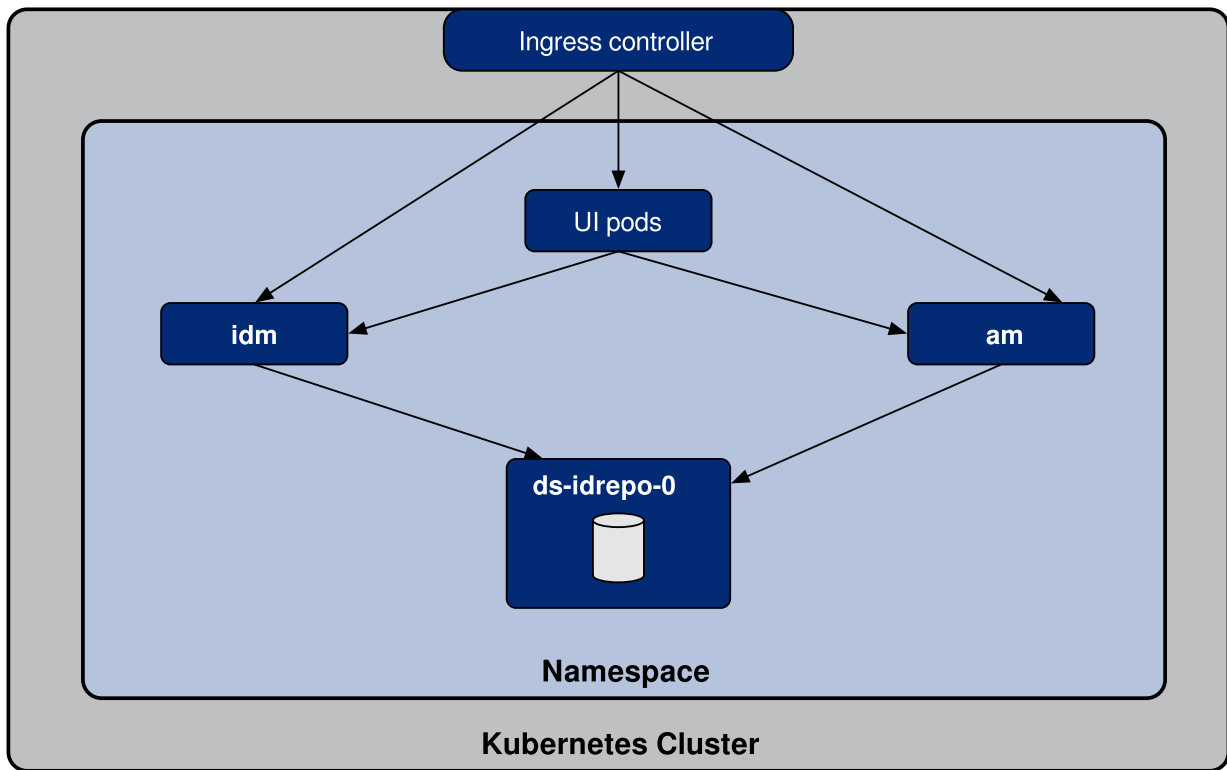 Ingress controller
UI pods
idm
am
ds-idrepo-0
Namespace
Kubernetes Cluster